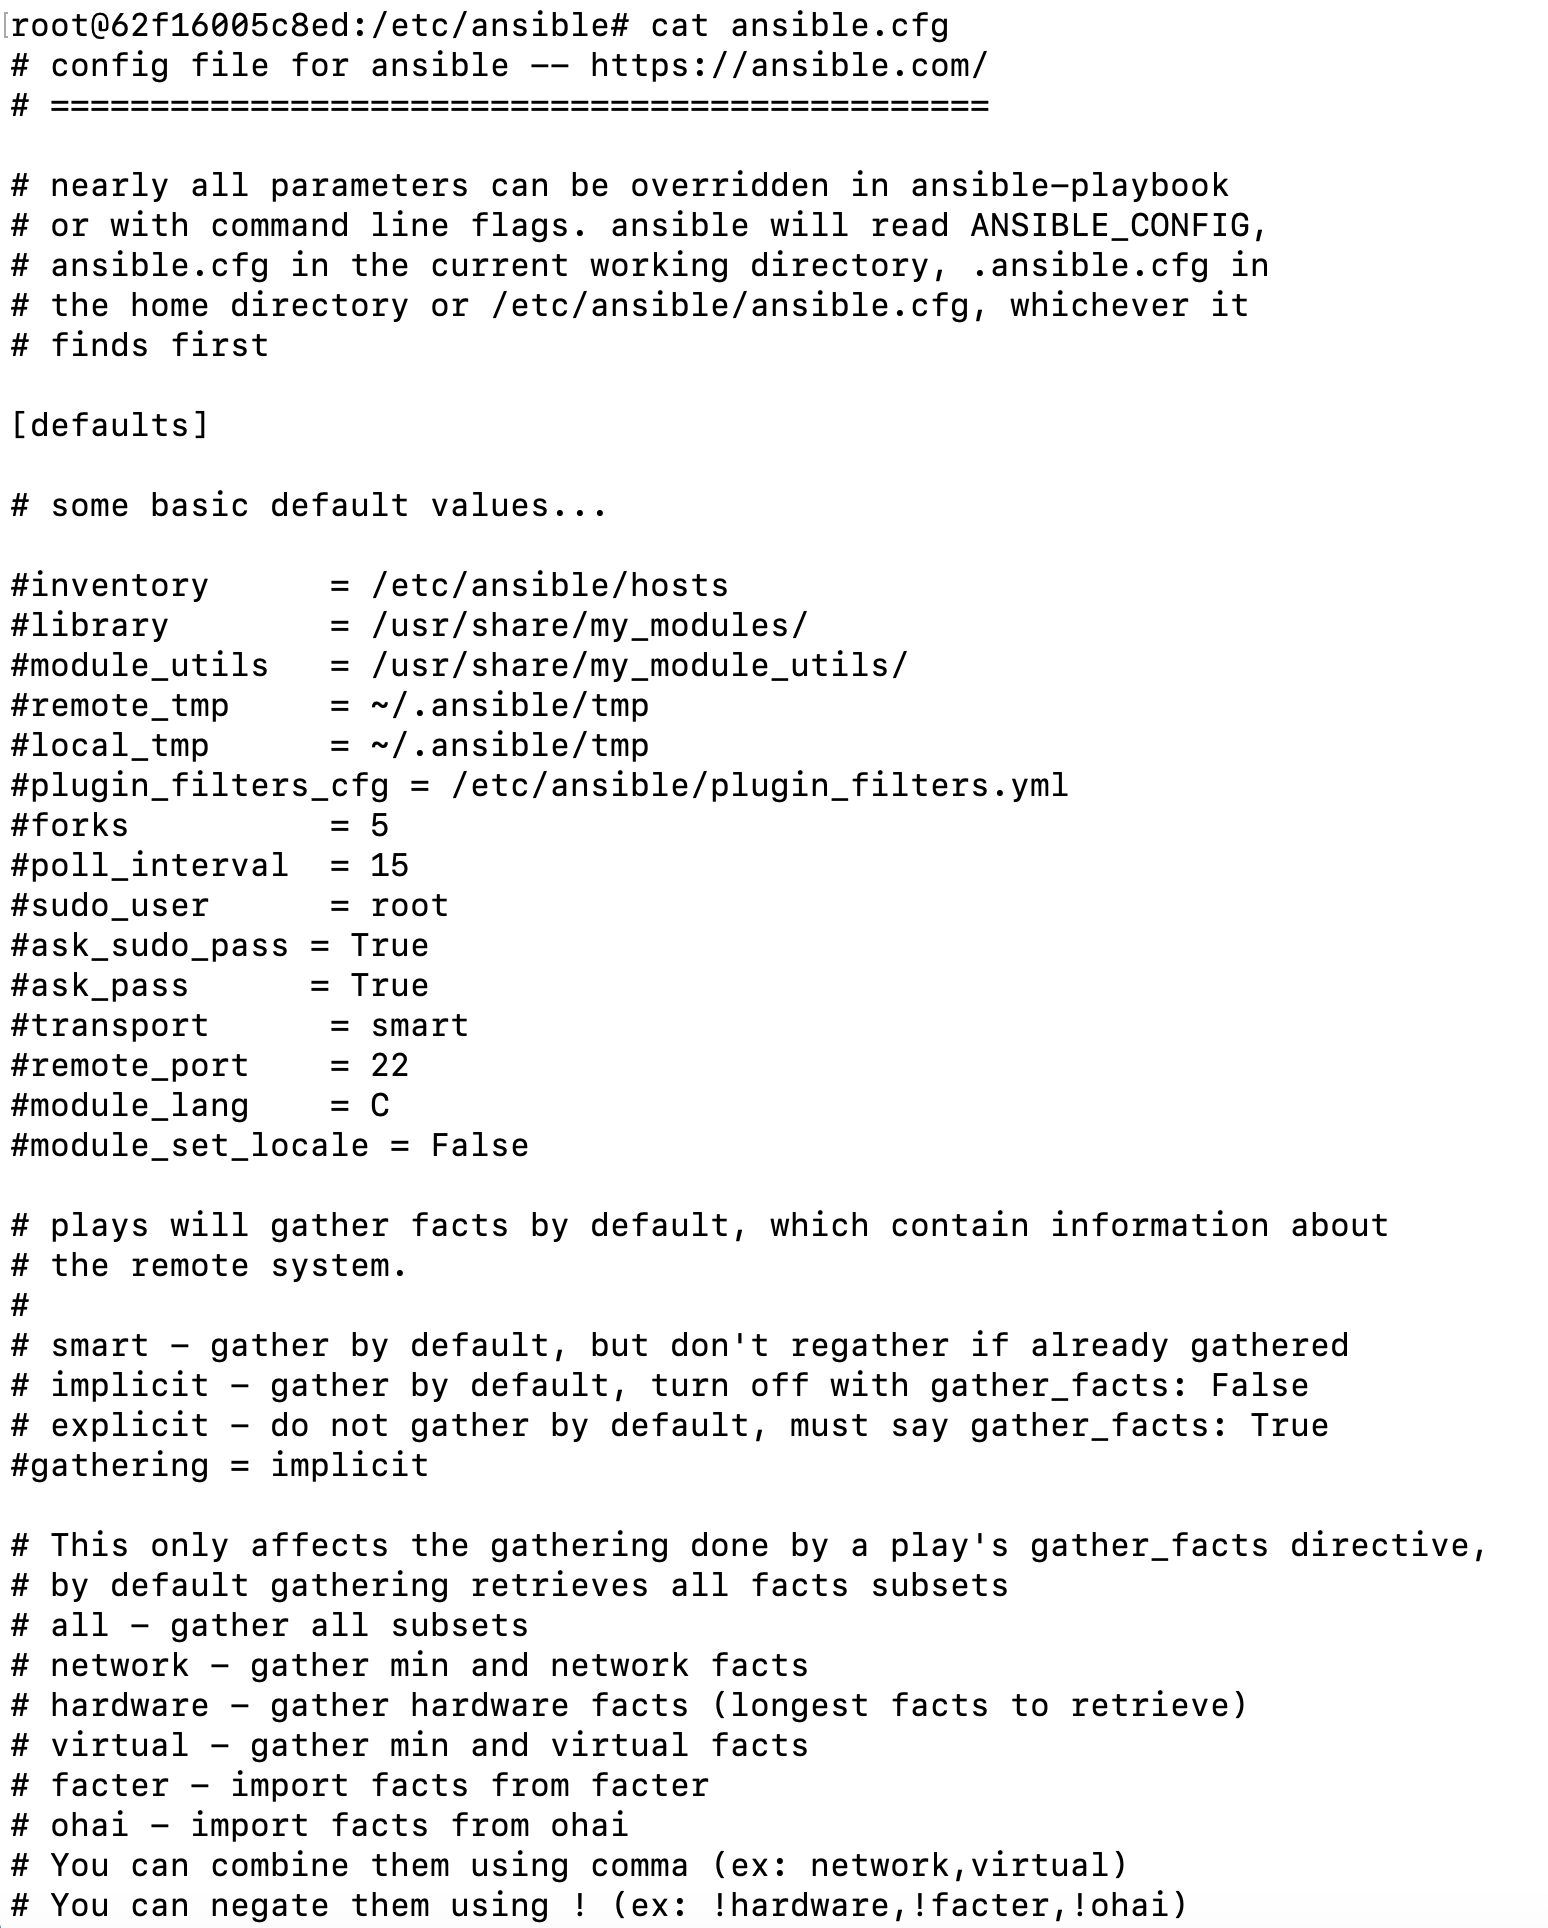 root@62f16005c8ed:/etc/ansible# cat ansible.cfg
# config file for ansible -- https://ansible.com/
# ===============================================

# nearly all parameters can be overridden in ansible-playbook
# or with command line flags. ansible will read ANSIBLE_CONFIG,
# ansible.cfg in the current working directory, .ansible.cfg in
# the home directory or /etc/ansible/ansible.cfg, whichever it
# finds first

[defaults]

# some basic default values...

#inventory      = /etc/ansible/hosts
#library        = /usr/share/my_modules/
#module_utils   = /usr/share/my_module_utils/
#remote_tmp     = ~/.ansible/tmp
#local_tmp      = ~/.ansible/tmp
#plugin_filters_cfg = /etc/ansible/plugin_filters.yml
#forks          = 5
#poll_interval  = 15
#sudo_user      = root
#ask_sudo_pass = True
#ask_pass      = True
#transport      = smart
#remote_port    = 22
#module_lang    = C
#module_set_locale = False

# plays will gather facts by default, which contain information about
# the remote system.
#
# smart - gather by default, but don't regather if already gathered
# implicit - gather by default, turn off with gather_facts: False
# explicit - do not gather by default, must say gather_facts: True
#gathering = implicit

# This only affects the gathering done by a play's gather_facts directive,
# by default gathering retrieves all facts subsets
# all - gather all subsets
# network - gather min and network facts
# hardware - gather hardware facts (longest facts to retrieve)
# virtual - gather min and virtual facts
# facter - import facts from facter
# ohai - import facts from ohai
# You can combine them using comma (ex: network,virtual)
# You can negate them using ! (ex: !hardware,!facter,!ohai)